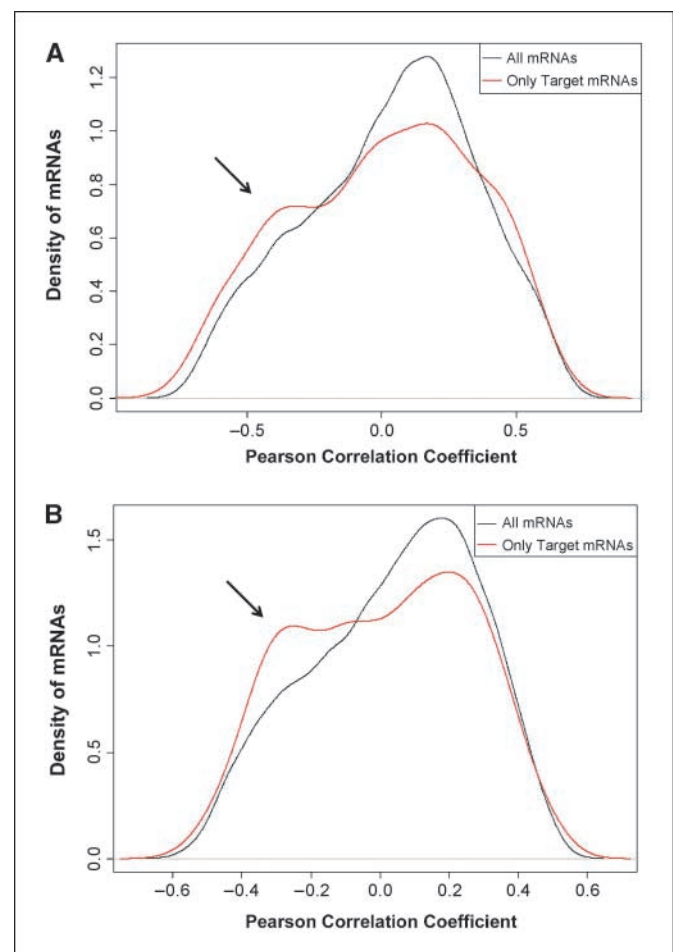 A
All mRNAs
Only Target mRNAs
Density of mRNAs
0.0
0.2
0.4
0.6
0.8
1.0
1.2
−0.5
0.0
0.5
Pearson Correlation Coefficient
B
All mRNAs
Only Target mRNAs
Density of mRNAs
0.0
0.5
1.0
1.5
−0.6
−0.4
−0.2
0.0
0.2
0.4
0.6
Pearson Correlation Coefficient